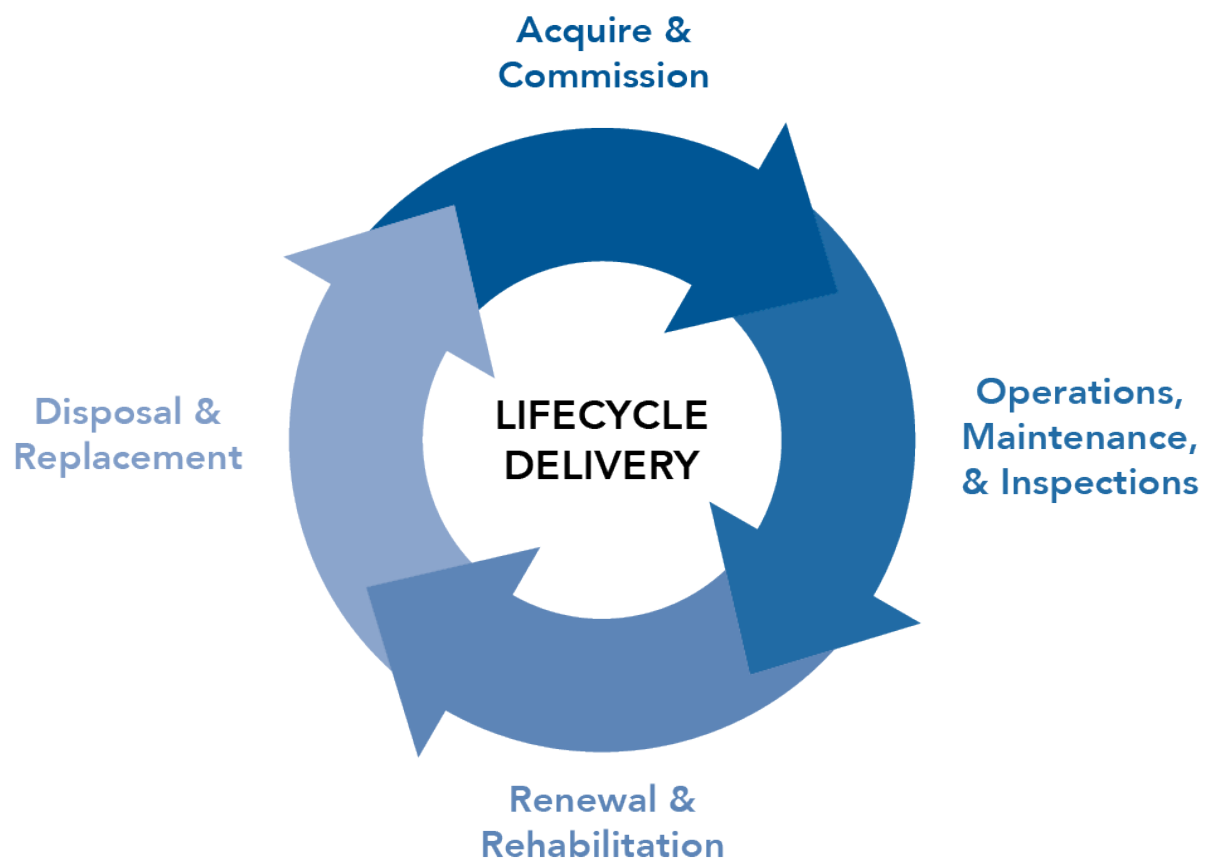 Acquire &
Commission
Operations,
Maintenance,
& Inspections
Renewal &
Rehabilitation
Disposal &
Replacement
LIFECYCLE
DELIVERY